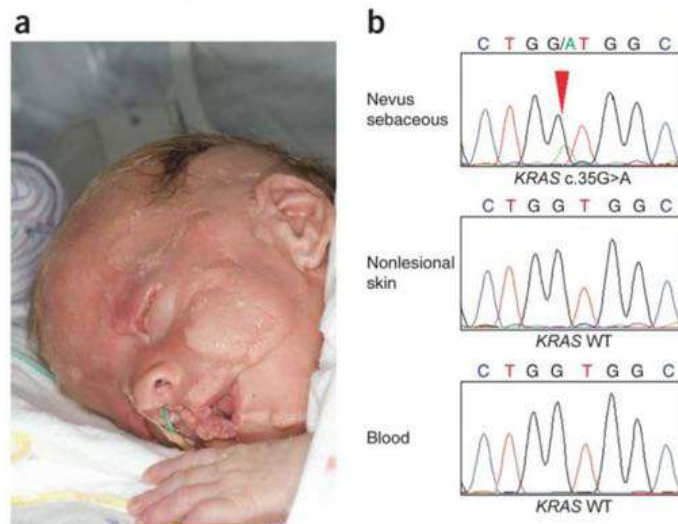 a
b
C T G G/A T G G C
Nevus
sebaceous
KRAS c.35G>A
C T G G T G G C
Nonlesional
skin
KRAS WT
C T G G T G G C
Blood
KRAS WT